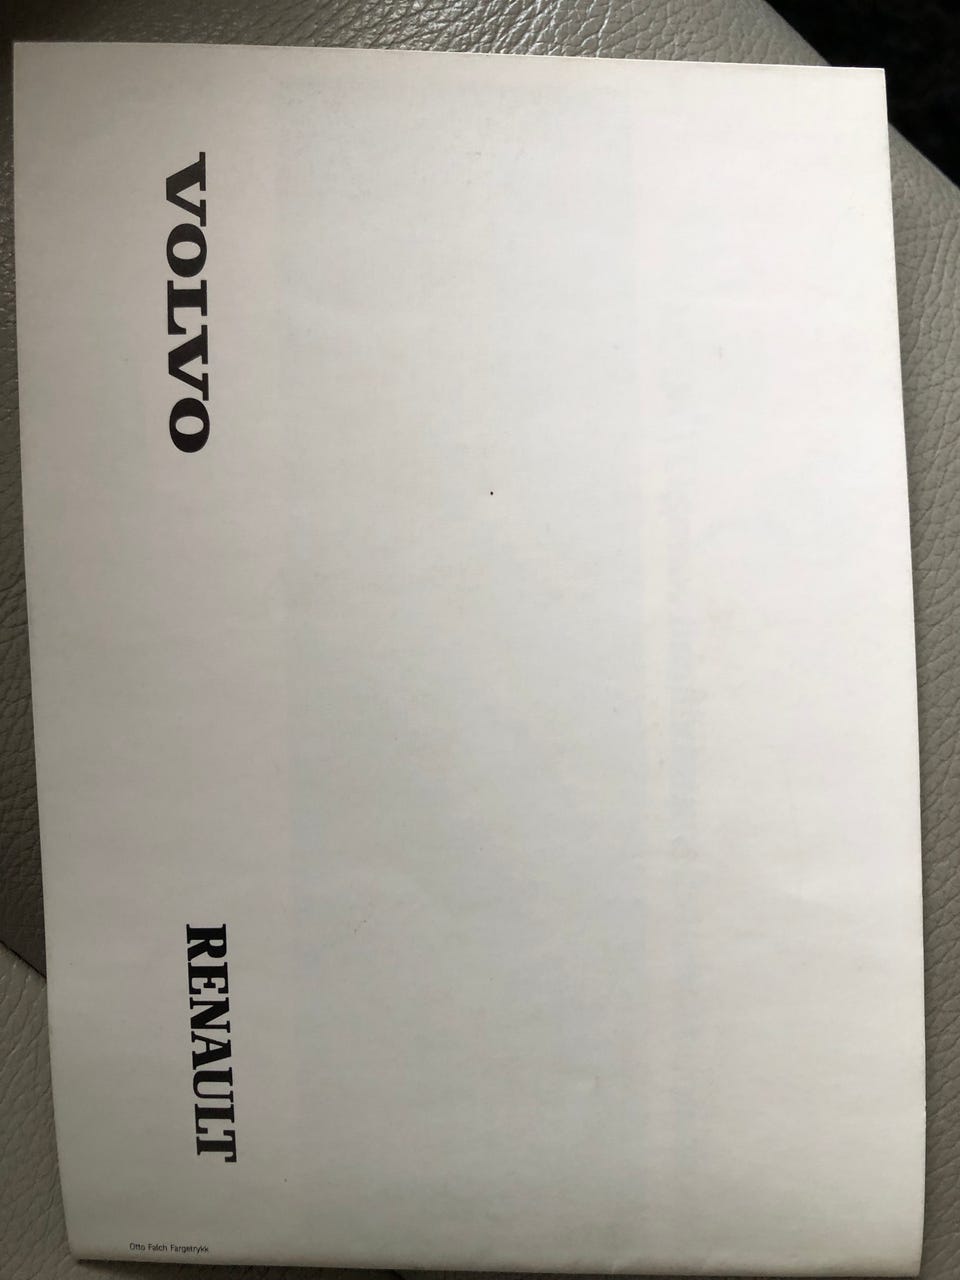 VOLVO
RENAULT
Otto Falch Fargetrykk